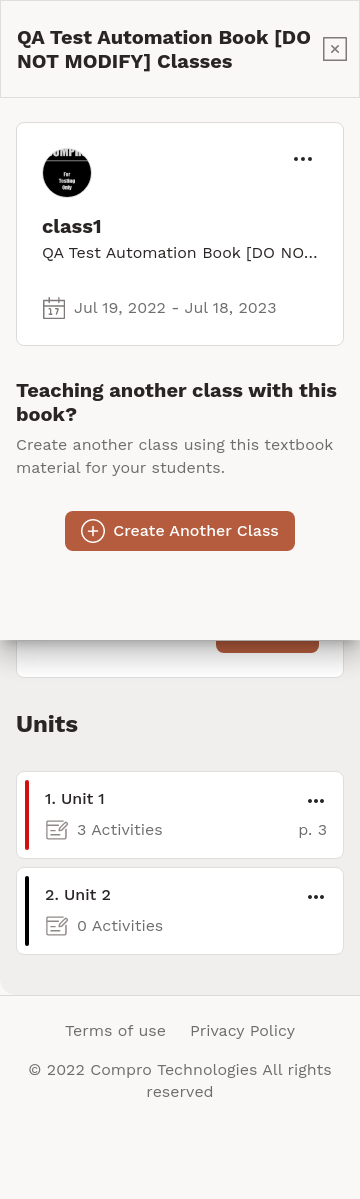 QA Test Automation Book [DO
NOT MODIFY] Classes
For
Testing
Only
class1
QA Test Automation Book [DO NO...
17
Jul 19, 2022 - Jul 18, 2023
Teaching another class with this
book?
Create another class using this textbook
material for your students.
Create Another Class
Units
1. Unit 1
3 Activities
p. 3
2. Unit 2
0 Activities
Terms of use
Privacy Policy
© 2022 Compro Technologies All rights
reserved